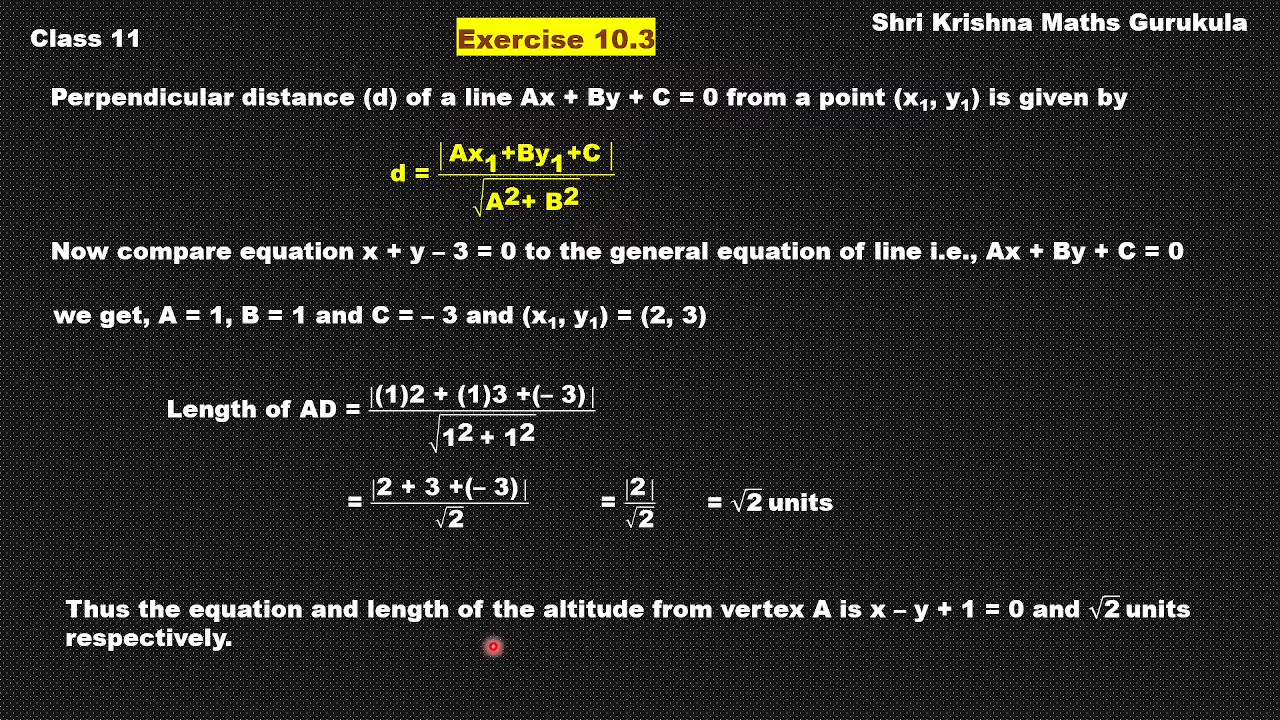 Shri Krishna Maths Gurukula
Class 11
Exercise 10.3
Perpendicular distance (d) of a line Ax + By + C = 0 from a point (x₁, y₁) is given by
d = | Ax₁+By₁+C | / √A²+ B²
Now compare equation x + y – 3 = 0 to the general equation of line i.e., Ax + By + C = 0
we get, A = 1, B = 1 and C = – 3 and (x₁, y₁) = (2, 3)
Length of AD = |(1)2 + (1)3 +(– 3)| / √1² + 1²
= |2 + 3 +(– 3)| / √2 = |2| / √2 = √2 units
Thus the equation and length of the altitude from vertex A is x – y + 1 = 0 and √2 units
respectively.